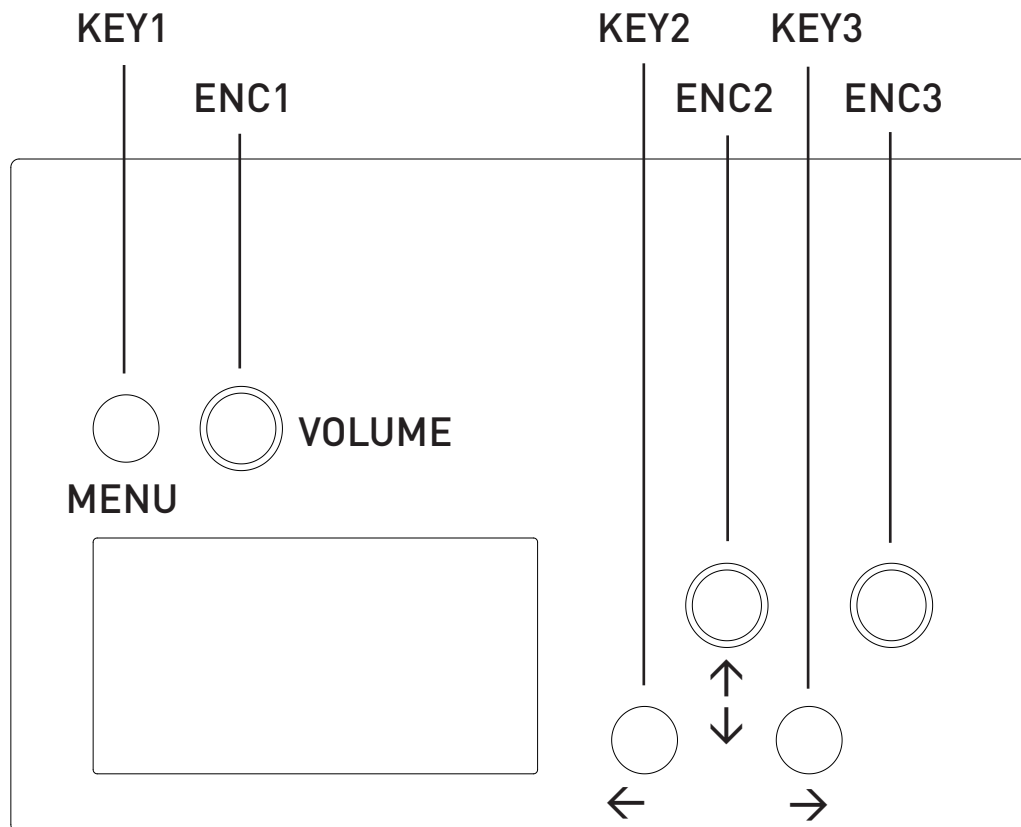 KEY1
KEY2
KEY3
ENC1
ENC2
ENC3
VOLUME
MENU
↑
↓
←
→